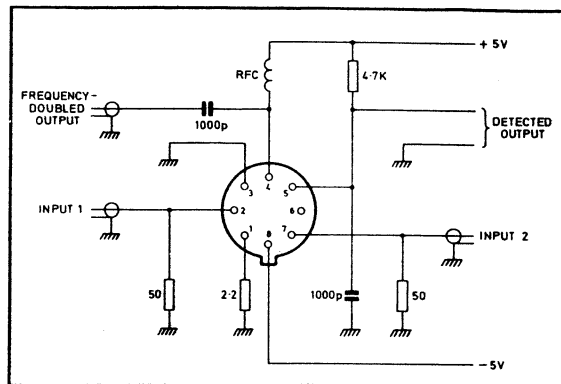 + 5V
RFC
4·7K
FREQUENCY-
DOUBLED
OUTPUT
1000p
DETECTED
OUTPUT
3
4
5
INPUT 1
2
6
1
8
7
INPUT 2
50
2·2
1000p
50
-5V